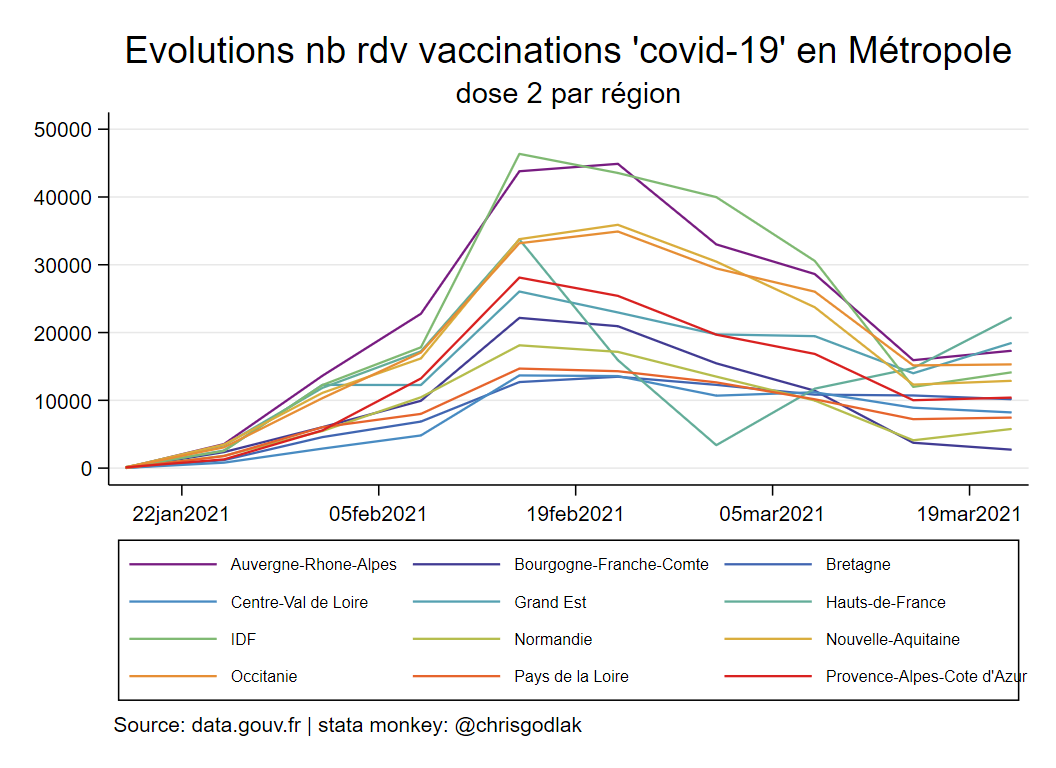 Evolutions nb rdv vaccinations 'covid-19' en Métropole
dose 2 par région
50000
40000
30000
20000
10000
0
22jan2021 05feb2021 19feb2021 05mar2021 19mar2021
Auvergne-Rhone-Alpes Bourgogne-Franche-Comte Bretagne
Centre-Val de Loire Grand Est Hauts-de-France
IDF Normandie Nouvelle-Aquitaine
Occitanie Pays de la Loire Provence-Alpes-Cote d'Azur
Source: data.gouv.fr | stata monkey: @chrisgodlak